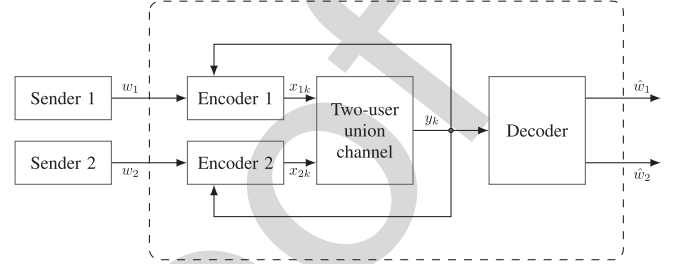 Sender 1
w₁
Encoder 1
x₁ₖ
Two-user
union
channel
yₖ
Decoder
ŵ₁
Sender 2
w₂
Encoder 2
x₂ₖ
ŵ₂